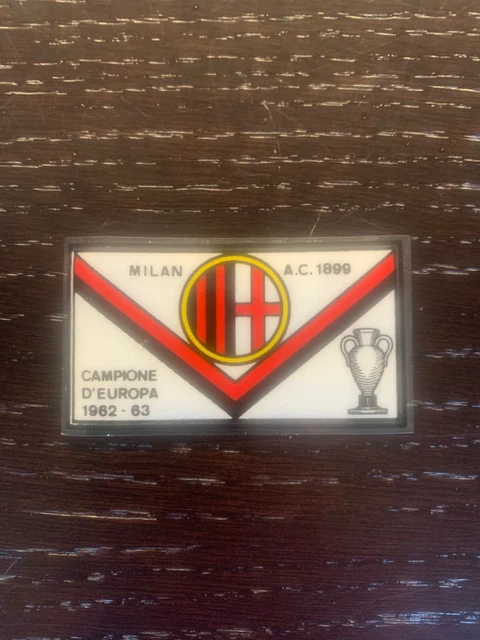 MILAN A.C. 1899
CAMPIONE
D'EUROPA
1962 - 63